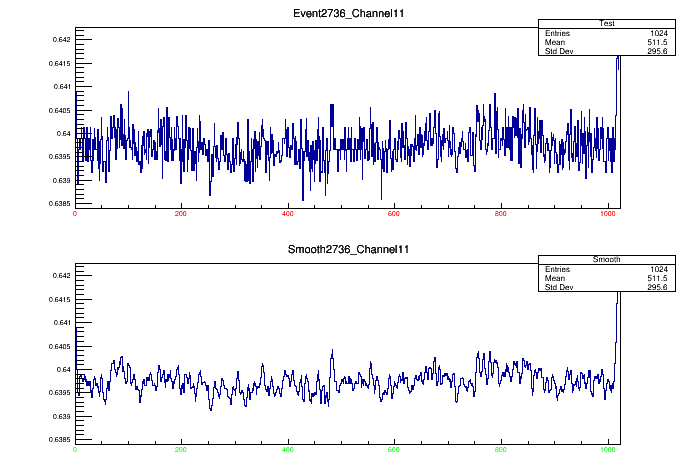 Event2736_Channel11
Test
Entries 1024
Mean 511.5
Std Dev 295.6
0.642
0.6415
0.641
0.6405
0.64
0.6395
0.639
0.6385
0 200 400 600 800 1000
Smooth2736_Channel11
Smooth
Entries 1024
Mean 511.5
Std Dev 295.6
0.642
0.6415
0.641
0.6405
0.64
0.6395
0.639
0.6385
0 200 400 600 800 1000